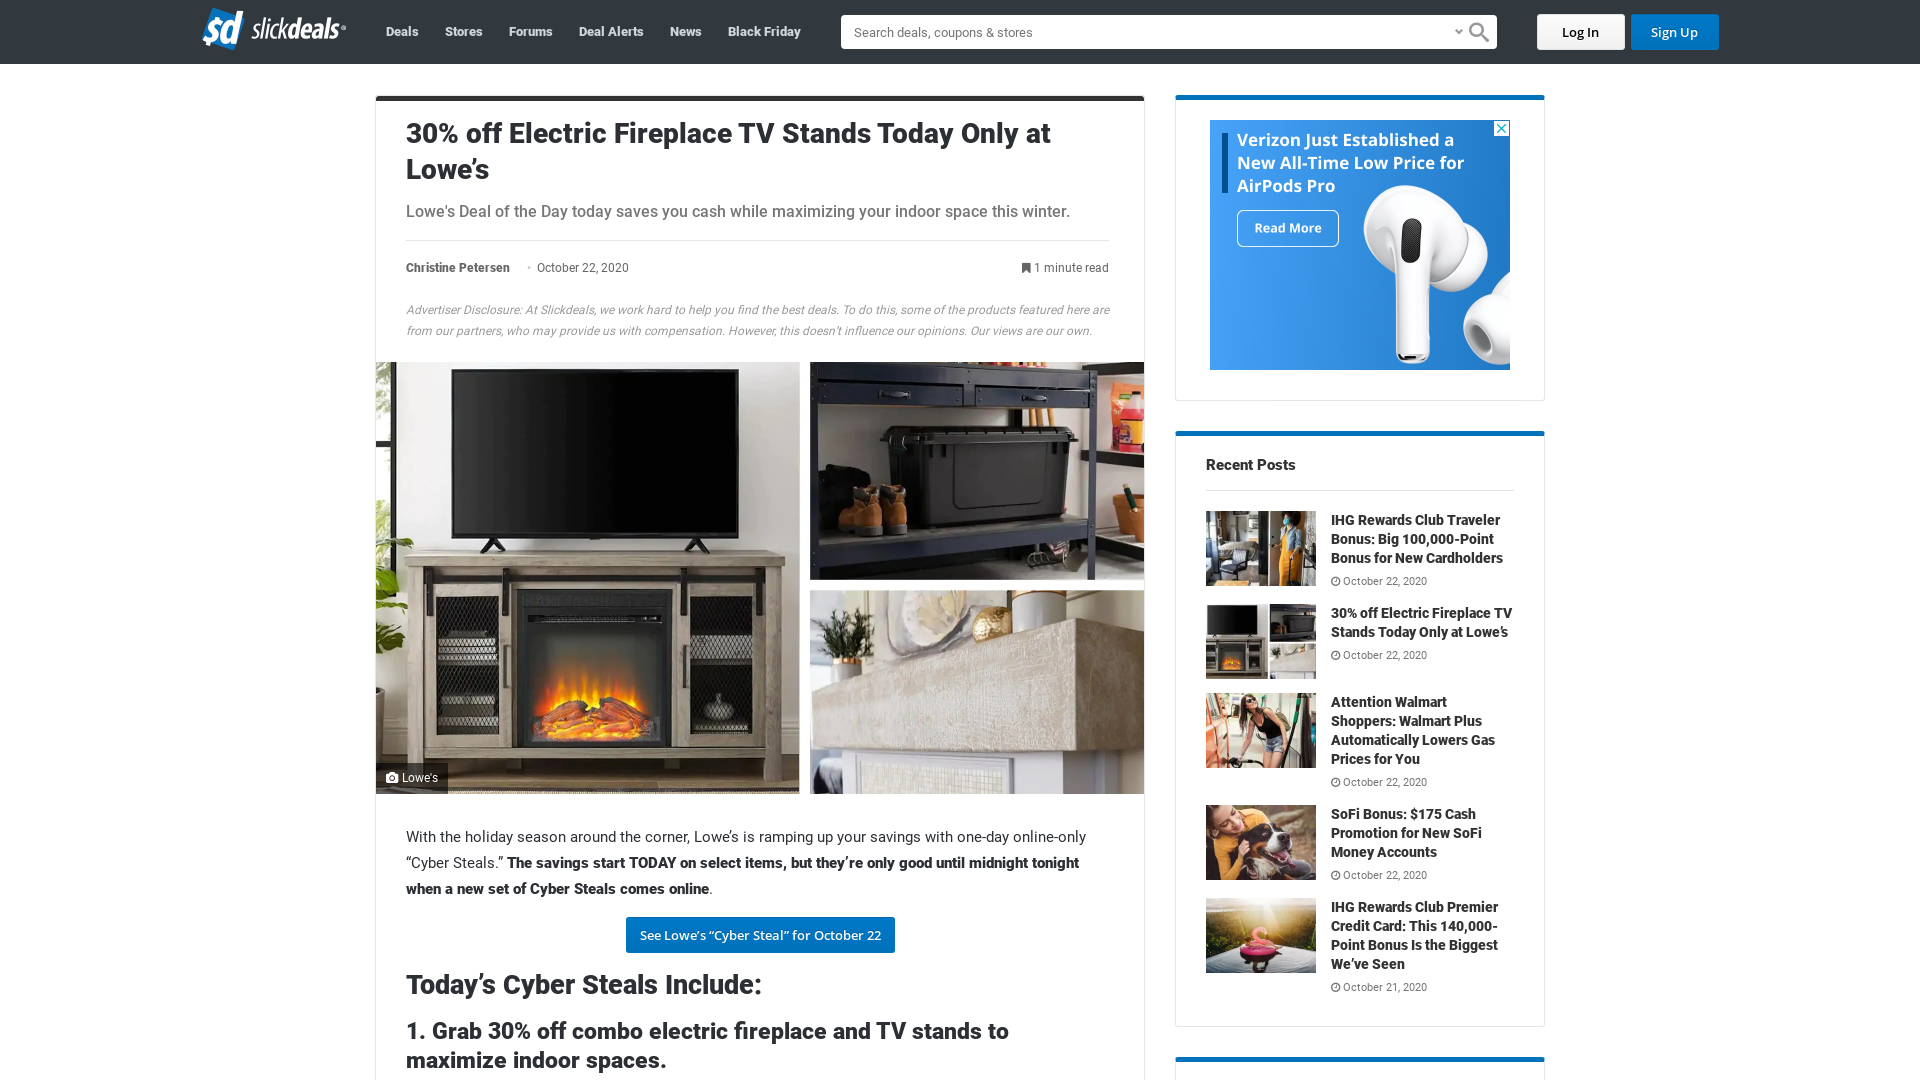 slickdeals
Deals
Stores
Forums
Deal Alerts
News
Black Friday
Search deals, coupons & stores
Log In
Sign Up
30% off Electric Fireplace TV Stands Today Only at
Lowe’s
Lowe's Deal of the Day today saves you cash while maximizing your indoor space this winter.
Christine Petersen • October 22, 2020
1 minute read
Advertiser Disclosure: At Slickdeals, we work hard to help you find the best deals. To do this, some of the products featured here are
from our partners, who may provide us with compensation. However, this doesn’t influence our opinions. Our views are our own.
Lowe's
With the holiday season around the corner, Lowe’s is ramping up your savings with one-day online-only
“Cyber Steals.” The savings start TODAY on select items, but they’re only good until midnight tonight
when a new set of Cyber Steals comes online.
See Lowe’s “Cyber Steal” for October 22
Today’s Cyber Steals Include:
1. Grab 30% off combo electric fireplace and TV stands to
maximize indoor spaces.
Verizon Just Established a
New All-Time Low Price for
AirPods Pro
Read More
Recent Posts
IHG Rewards Club Traveler
Bonus: Big 100,000-Point
Bonus for New Cardholders
October 22, 2020
30% off Electric Fireplace TV
Stands Today Only at Lowe’s
October 22, 2020
Attention Walmart
Shoppers: Walmart Plus
Automatically Lowers Gas
Prices for You
October 22, 2020
SoFi Bonus: $175 Cash
Promotion for New SoFi
Money Accounts
October 22, 2020
IHG Rewards Club Premier
Credit Card: This 140,000-
Point Bonus Is the Biggest
We’ve Seen
October 21, 2020